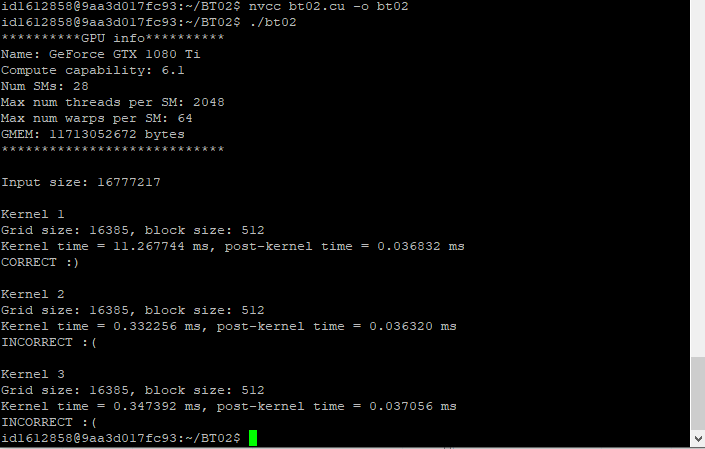 id1612858@9aa3d017fc93:~/BT02$ nvcc bt02.cu -o bt02
id1612858@9aa3d017fc93:~/BT02$ ./bt02
**********GPU info**********
Name: GeForce GTX 1080 Ti
Compute capability: 6.1
Num SMs: 28
Max num threads per SM: 2048
Max num warps per SM: 64
GMEM: 11713052672 bytes
****************************
Input size: 16777217
Kernel 1
Grid size: 16385, block size: 512
Kernel time = 11.267744 ms, post-kernel time = 0.036832 ms
CORRECT :)
Kernel 2
Grid size: 16385, block size: 512
Kernel time = 0.332256 ms, post-kernel time = 0.036320 ms
INCORRECT :(
Kernel 3
Grid size: 16385, block size: 512
Kernel time = 0.347392 ms, post-kernel time = 0.037056 ms
INCORRECT :(
id1612858@9aa3d017fc93:~/BT02$